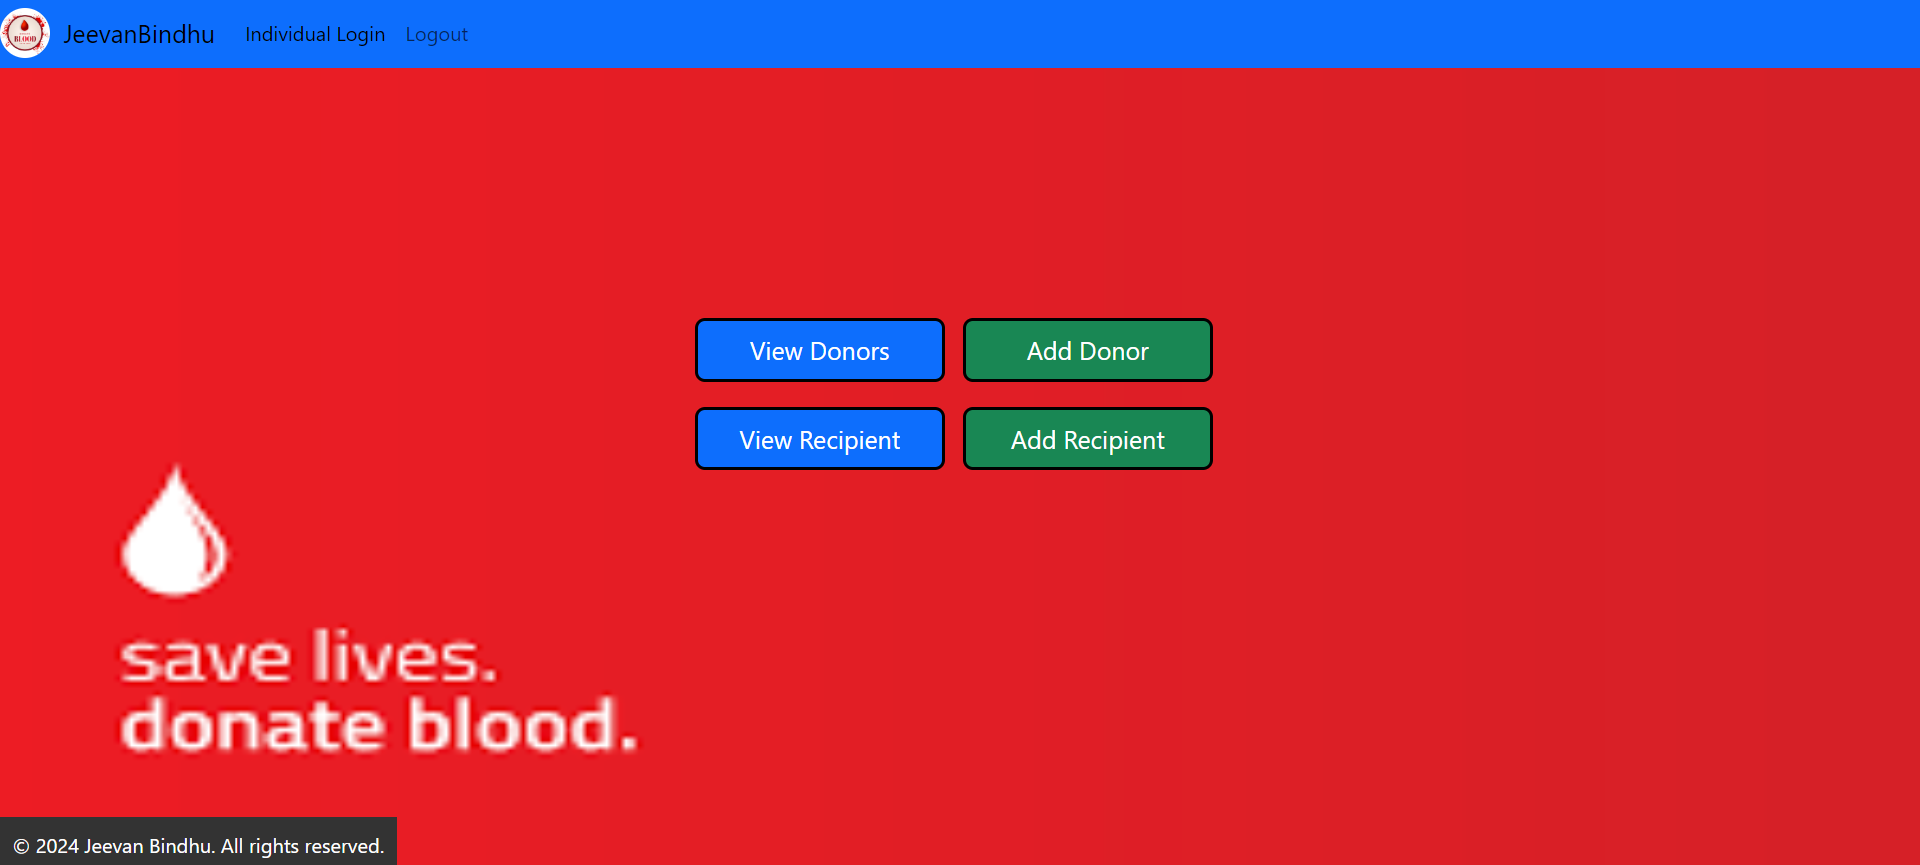 BLOOD
JeevanBindhu Individual Login Logout
View Donors Add Donor
View Recipient Add Recipient
save lives.
donate blood.
© 2024 Jeevan Bindhu. All rights reserved.